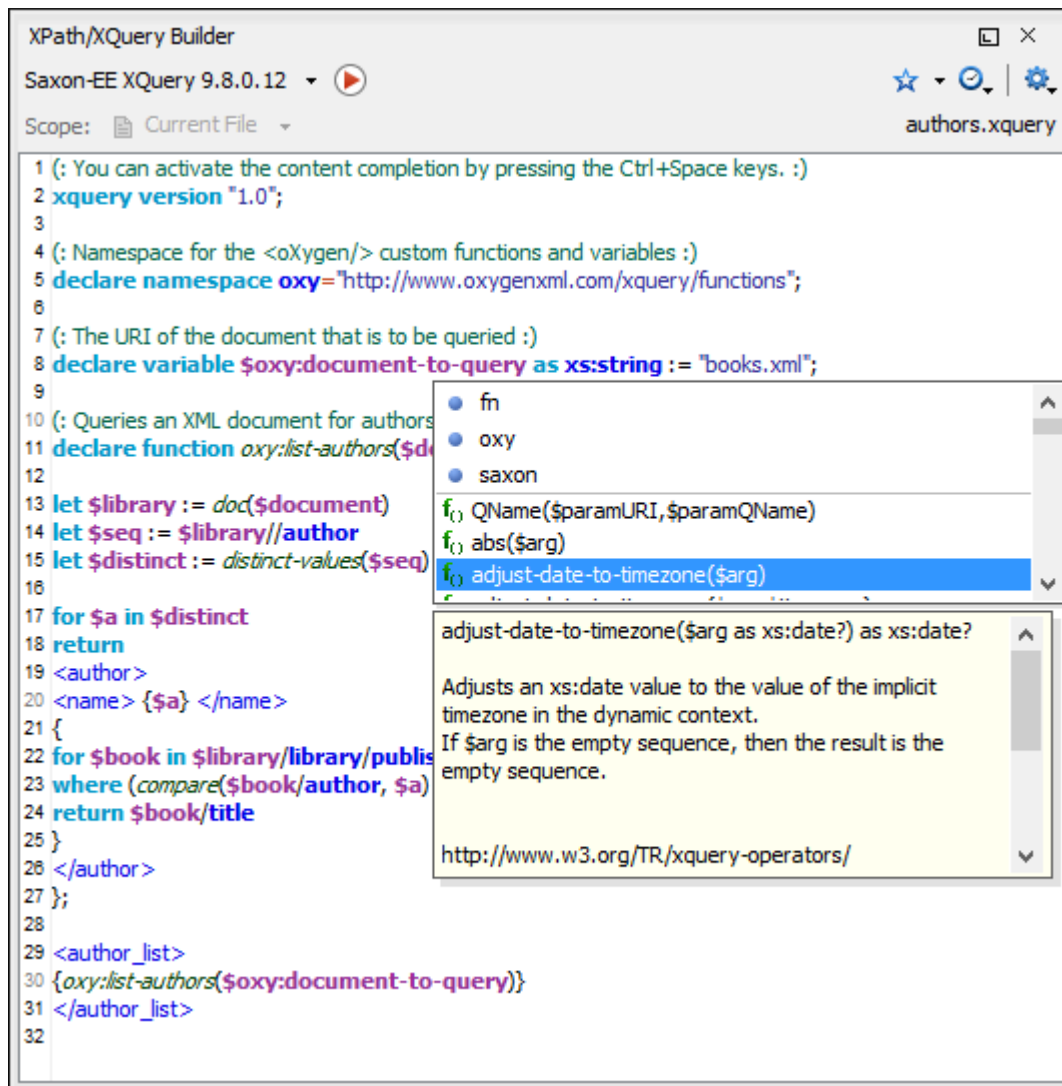 XPath/XQuery Builder
Saxon-EE XQuery 9.8.0.12
Scope: Current File authors.xquery
1 (: You can activate the content completion by pressing the Ctrl+Space keys. :)
2 xquery version "1.0";
3
4 (: Namespace for the <oXygen/> custom functions and variables :)
5 declare namespace oxy="http://www.oxygenxml.com/xquery/functions";
6
7 (: The URI of the document that is to be queried :)
8 declare variable $oxy:document-to-query as xs:string := "books.xml";
9
10 (: Queries an XML document for authors
11 declare function oxy:list-authors(
12
13 let $library := doc($document)
14 let $seq := $library//author
15 let $distinct := distinct-values($seq)
16
17 for $a in $distinct
18 return
19 <author>
20 <name> {$a} </name>
21 {
22 for $book in $library/library/
23 where (compare($book/author, $a)
24 return $book/title
25 }
26 </author>
27 };
28
29 <author_list>
30 {oxy:list-authors($oxy:document-to-query)}
31 </author_list>
32
fn
oxy
saxon
f() QName($paramURI,$paramQName)
f() abs($arg)
f() adjust-date-to-timezone($arg)
adjust-date-to-timezone($arg as xs:date?) as xs:date?
Adjusts an xs:date value to the value of the implicit
timezone in the dynamic context.
If $arg is the empty sequence, then the result is the
empty sequence.
http://www.w3.org/TR/xquery-operators/